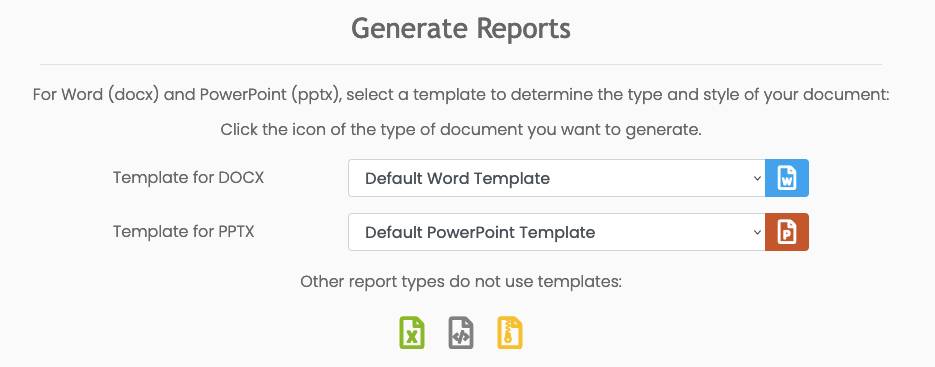 Generate Reports
For Word (docx) and PowerPoint (pptx), select a template to determine the type and style of your document:
Click the icon of the type of document you want to generate.
Template for DOCX
Default Word Template
W
Template for PPTX
Default PowerPoint Template
P
Other report types do not use templates:
X </>